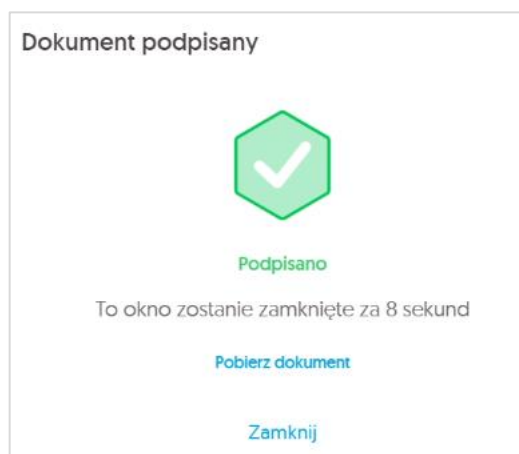 Dokument podpisany
Podpisano
To okno zostanie zamknięte za 8 sekund
Pobierz dokument
Zamknij